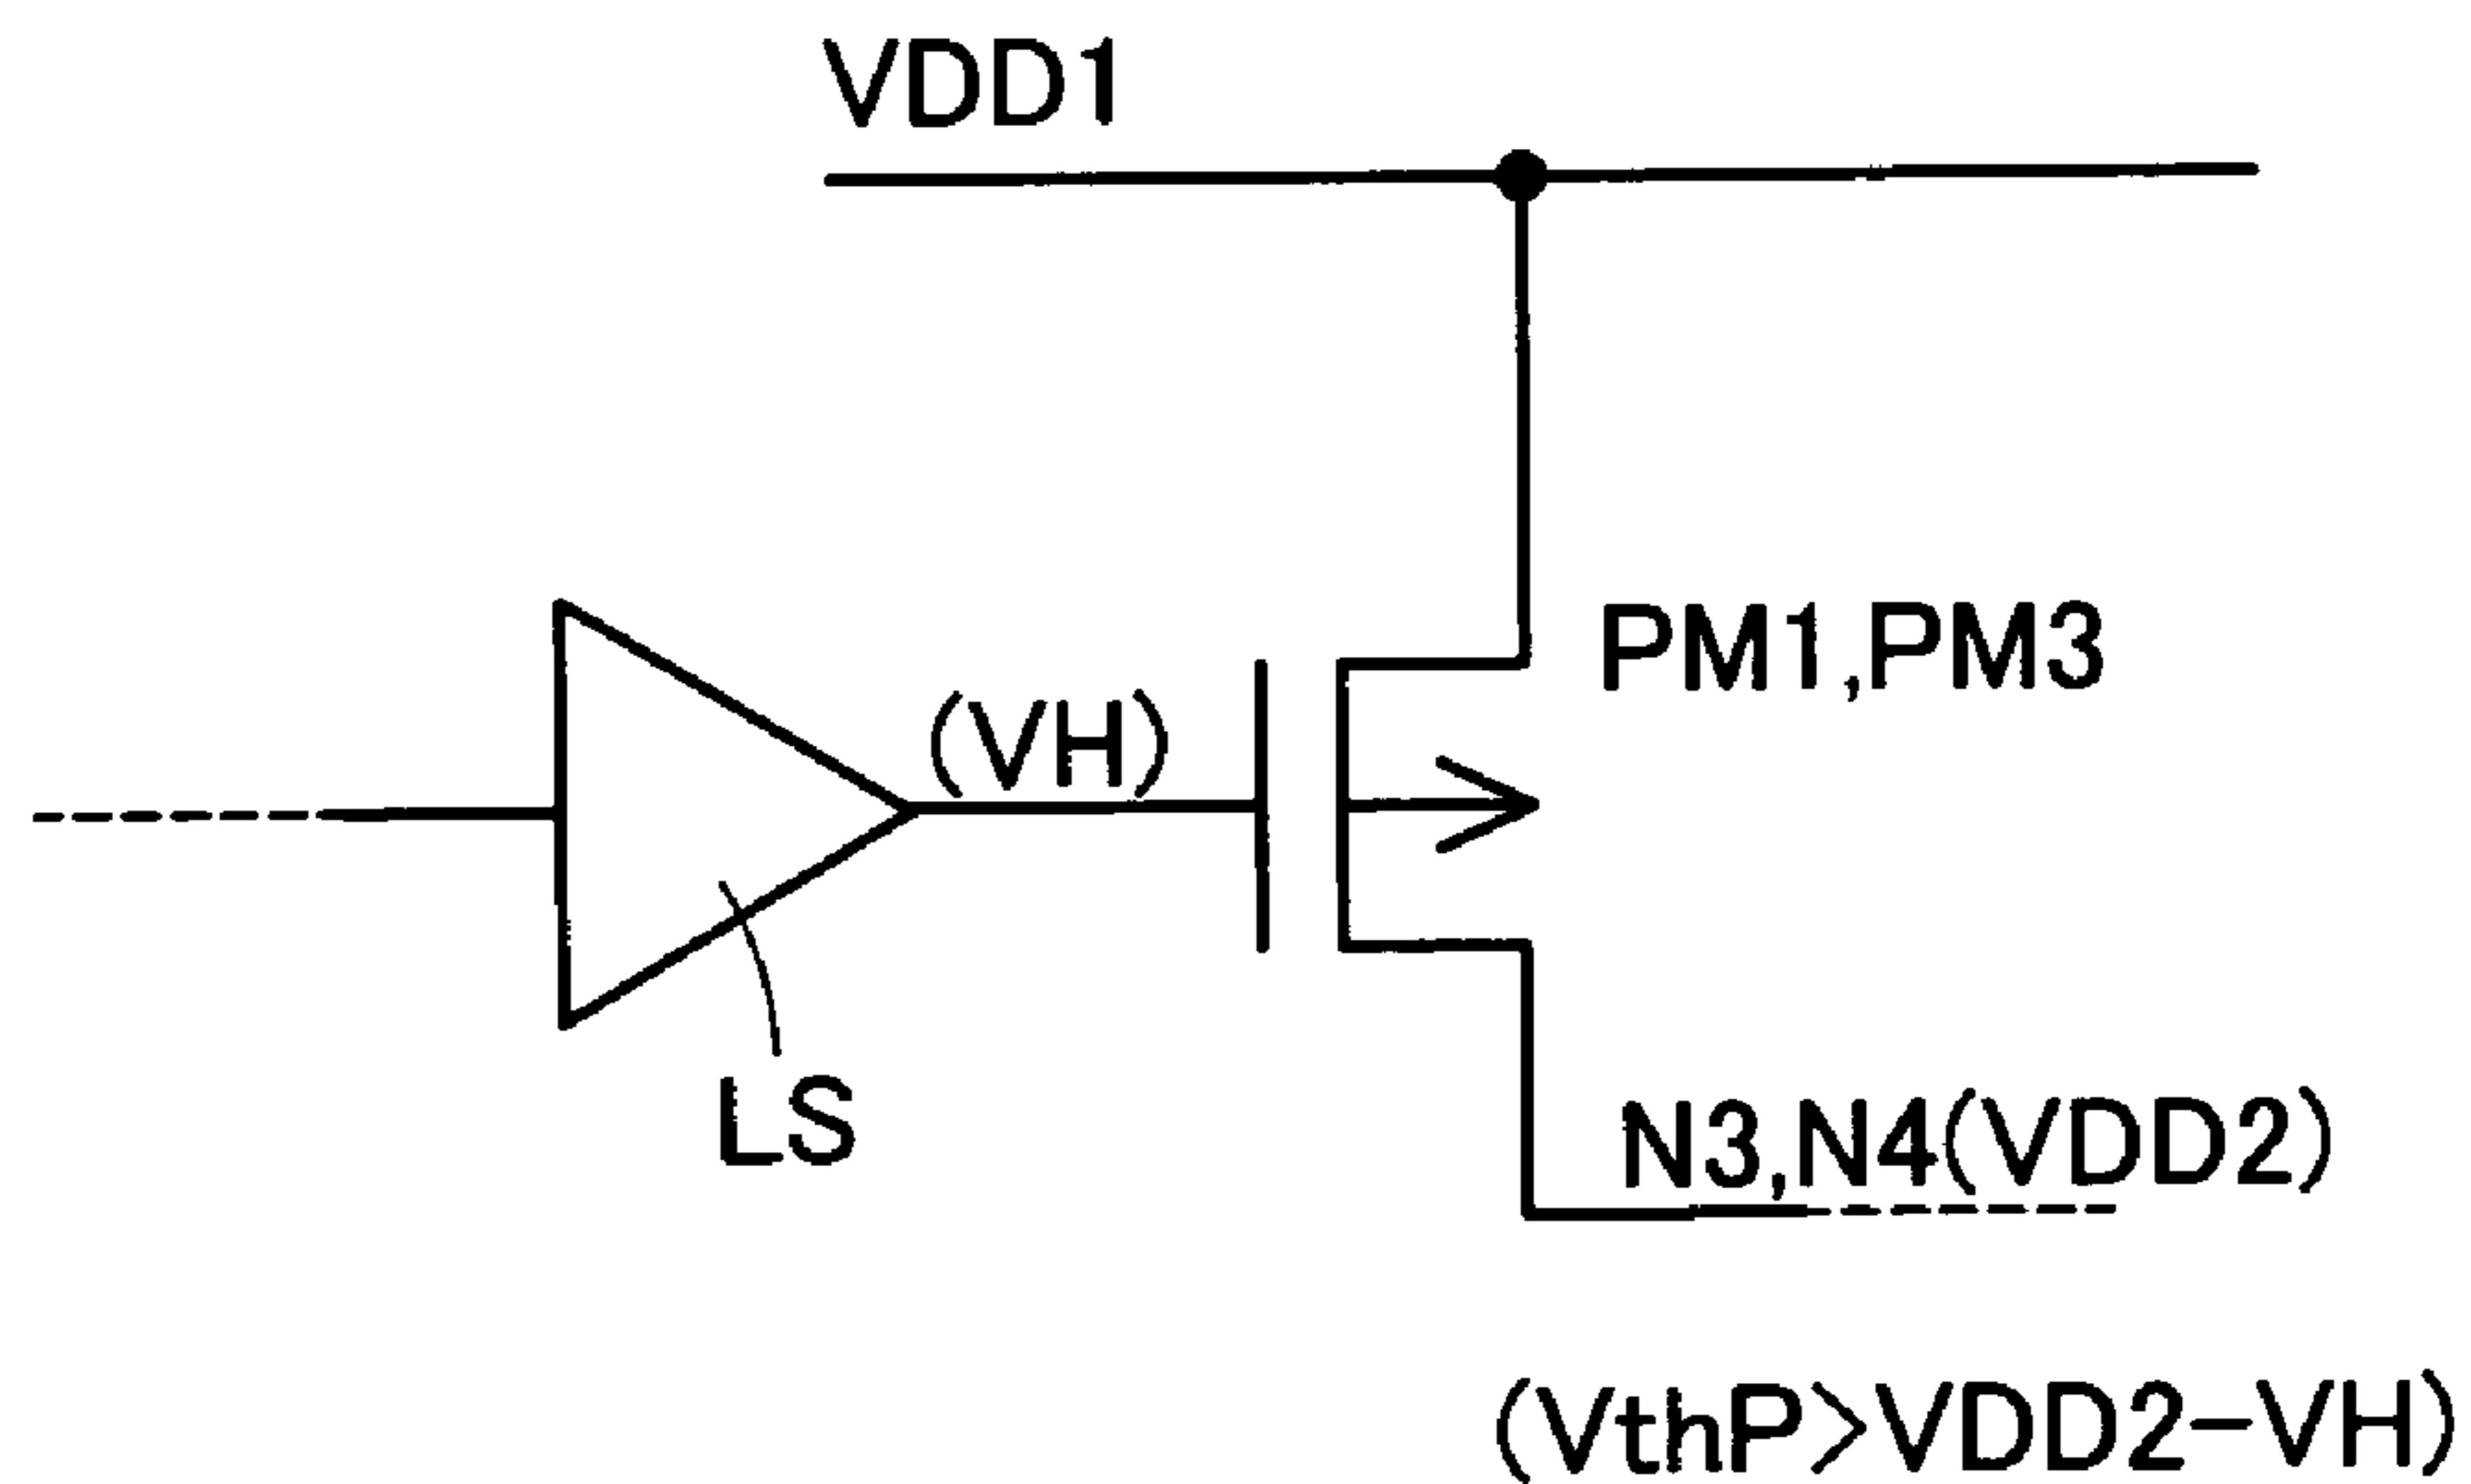 VDD1
PM1,PM3
(VH)
LS
N3,N4(VDD2)
(VthP>VDD2-VH)